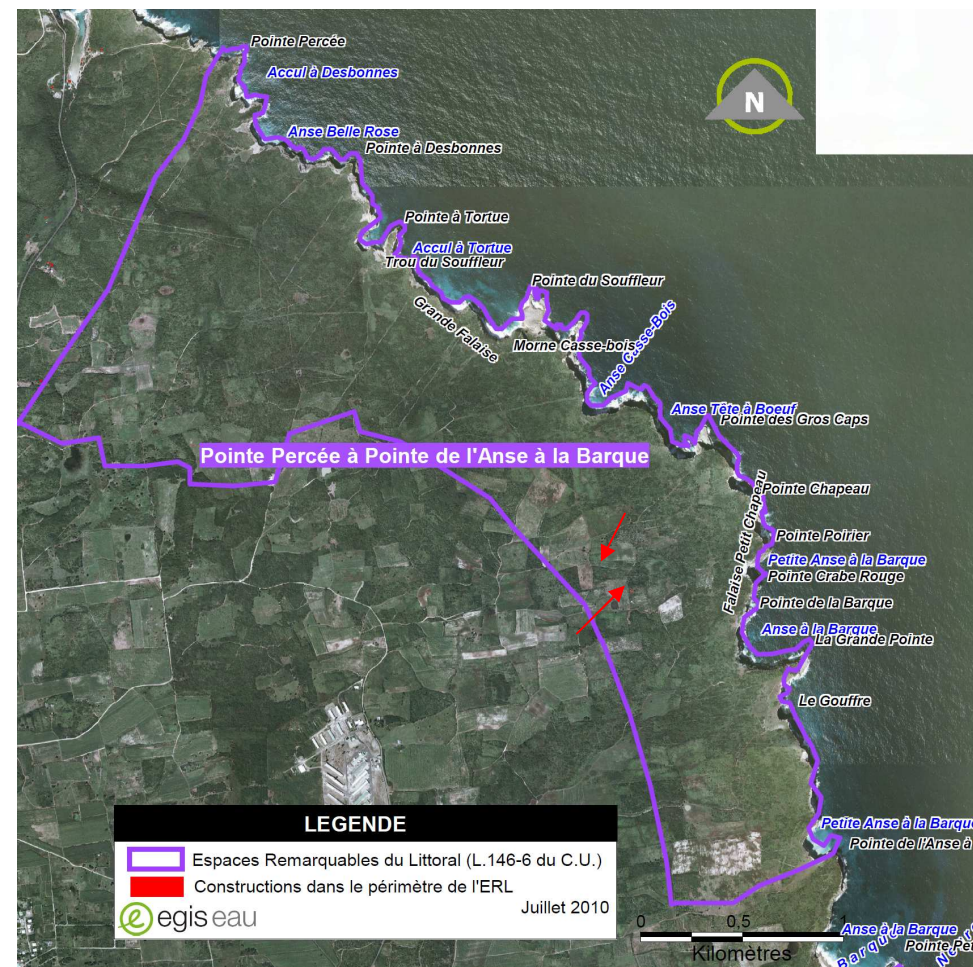 Pointe Percée
Accul à Desbonnes
N
Anse Belle Rose
Pointe à Desbonnes
Pointe à Tortue
Accul à Tortue
Trou du Souffleur
Pointe du Souffleur
Grande Falaise
Morne Casse-bois
Anse Casse-Bois
Anse Tête à Boeuf
Pointe des Gros Caps
Pointe Percée à Pointe de l'Anse à la Barque
Pointe Chapeau
Falaise Petit Chapeau
Pointe Poirier
Petite Anse à la Barque
Pointe Crabe Rouge
Pointe de la Barque
Anse à la Barque
La Grande Pointe
Le Gouffre
Petite Anse à la Barque
Pointe de l'Anse à
LEGENDE
Espaces Remarquables du Littoral (L.146-6 du C.U.)
Constructions dans le périmètre de l'ERL
egis eau
Juillet 2010
0 0,5 1
Kilomètres
Anse à la Barque
Barque
Pointe